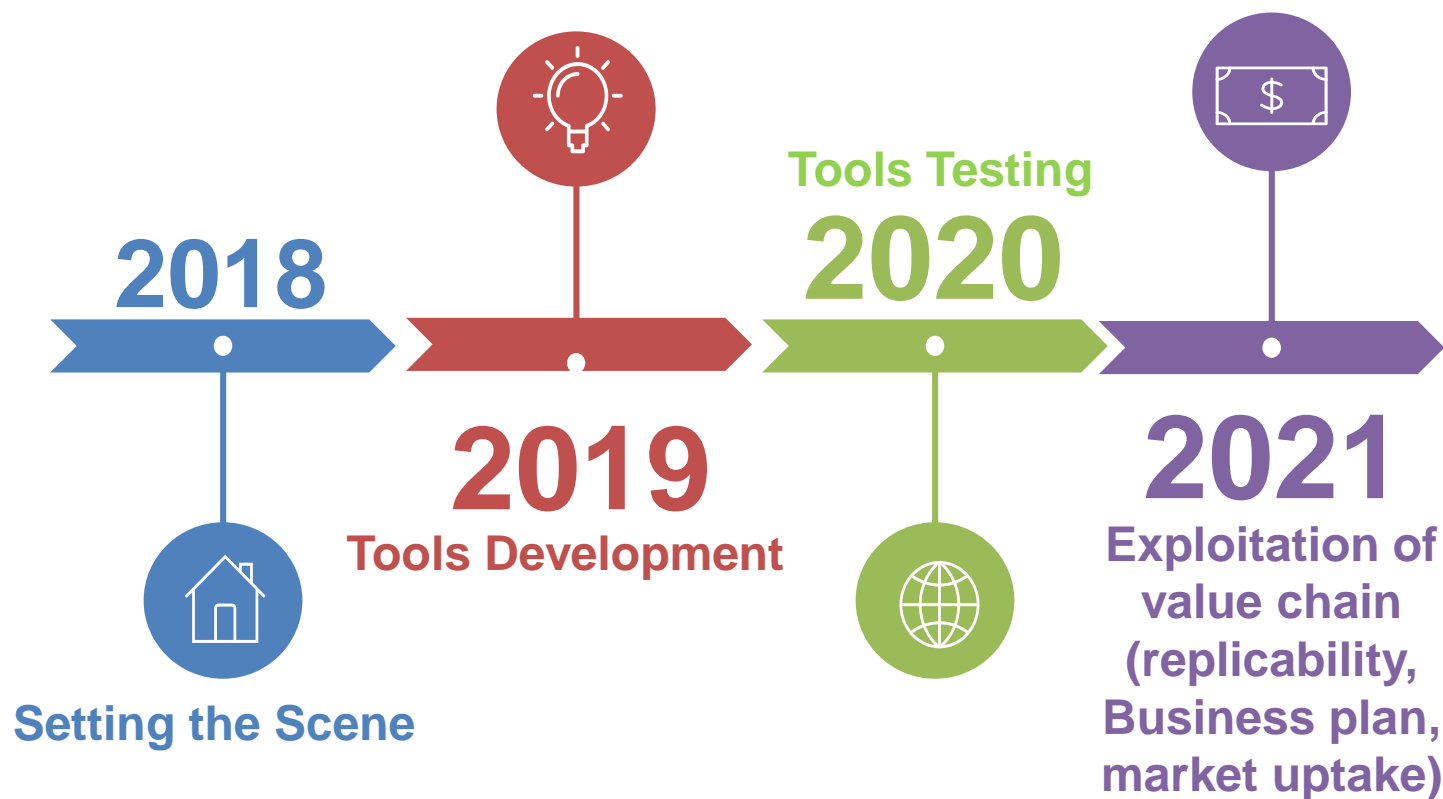 2018
Setting the Scene
$
2019
Tools Development
Tools Testing
2020
$
2021
Exploitation of
value chain
(replicability,
Business plan,
market uptake)